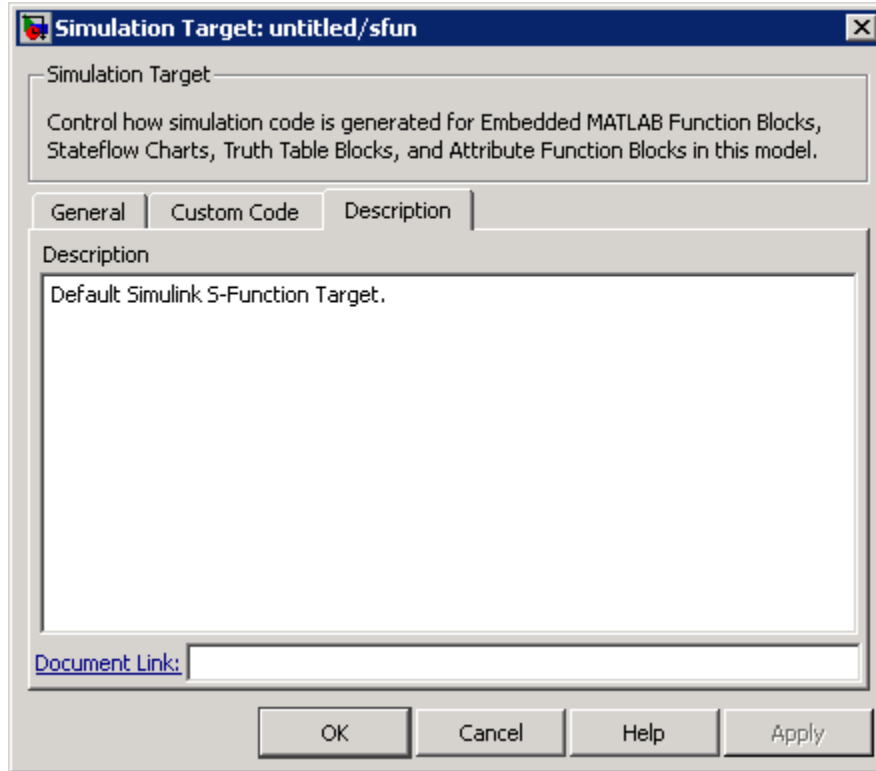 Simulation Target: untitled/sfun
Simulation Target
Control how simulation code is generated for Embedded MATLAB Function Blocks,
Stateflow Charts, Truth Table Blocks, and Attribute Function Blocks in this model.
General Custom Code Description
Description
Default Simulink S-Function Target.
Document Link:
OK Cancel Help Apply